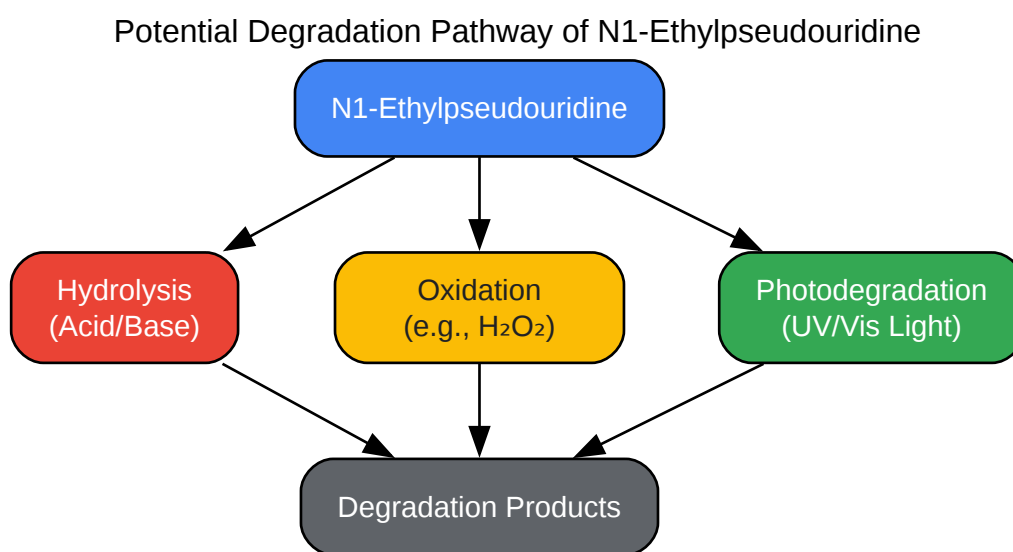 Potential Degradation Pathway of N1-Ethylpseudouridine
N1-Ethylpseudouridine
Hydrolysis
(Acid/Base)
Oxidation
(e.g., H₂O₂)
Photodegradation
(UV/Vis Light)
Degradation Products